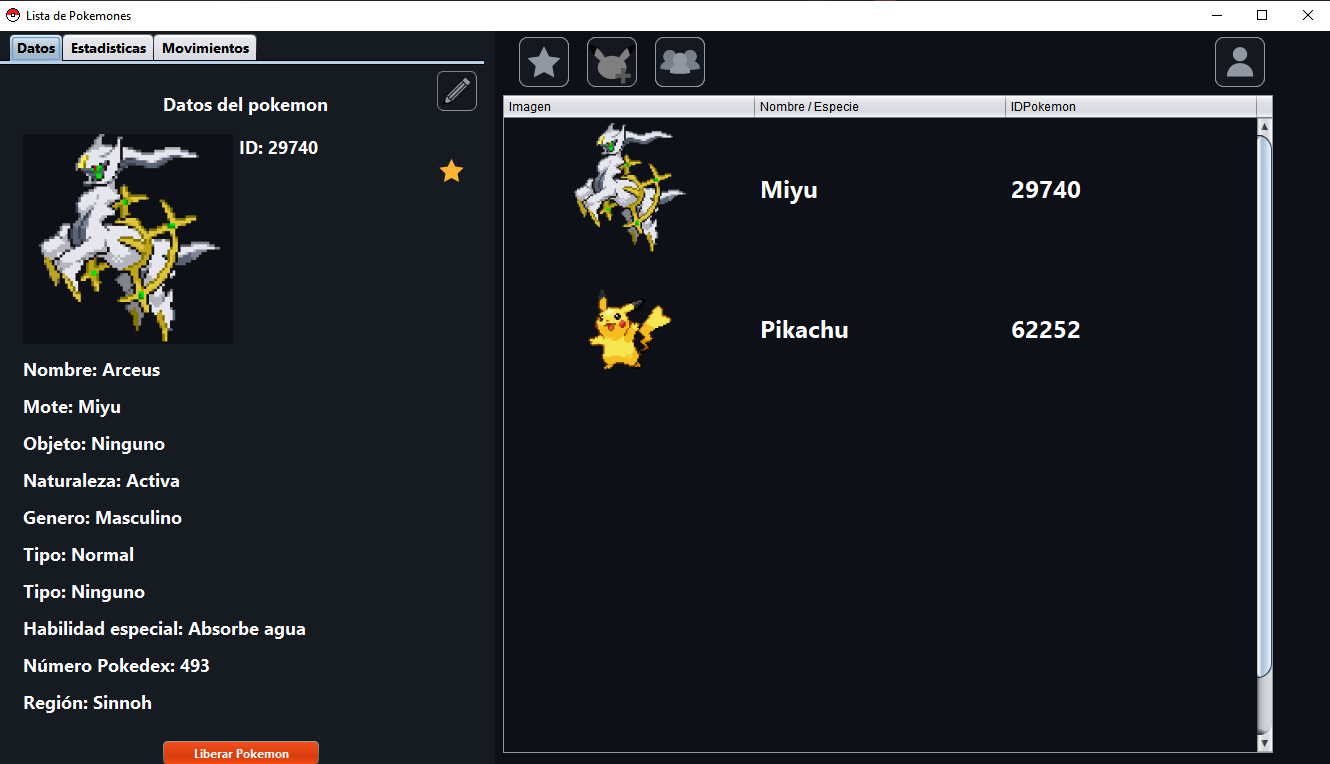 Lista de Pokemones
Datos Estadisticas Movimientos
Datos del pokemon
ID: 29740
Nombre: Arceus
Mote: Miyu
Objeto: Ninguno
Naturaleza: Activa
Genero: Masculino
Tipo: Normal
Tipo: Ninguno
Habilidad especial: Absorbe agua
Número Pokedex: 493
Región: Sinnoh
Liberar Pokemon
Imagen Nombre / Especie IDPokemon
Miyu 29740
Pikachu 62252